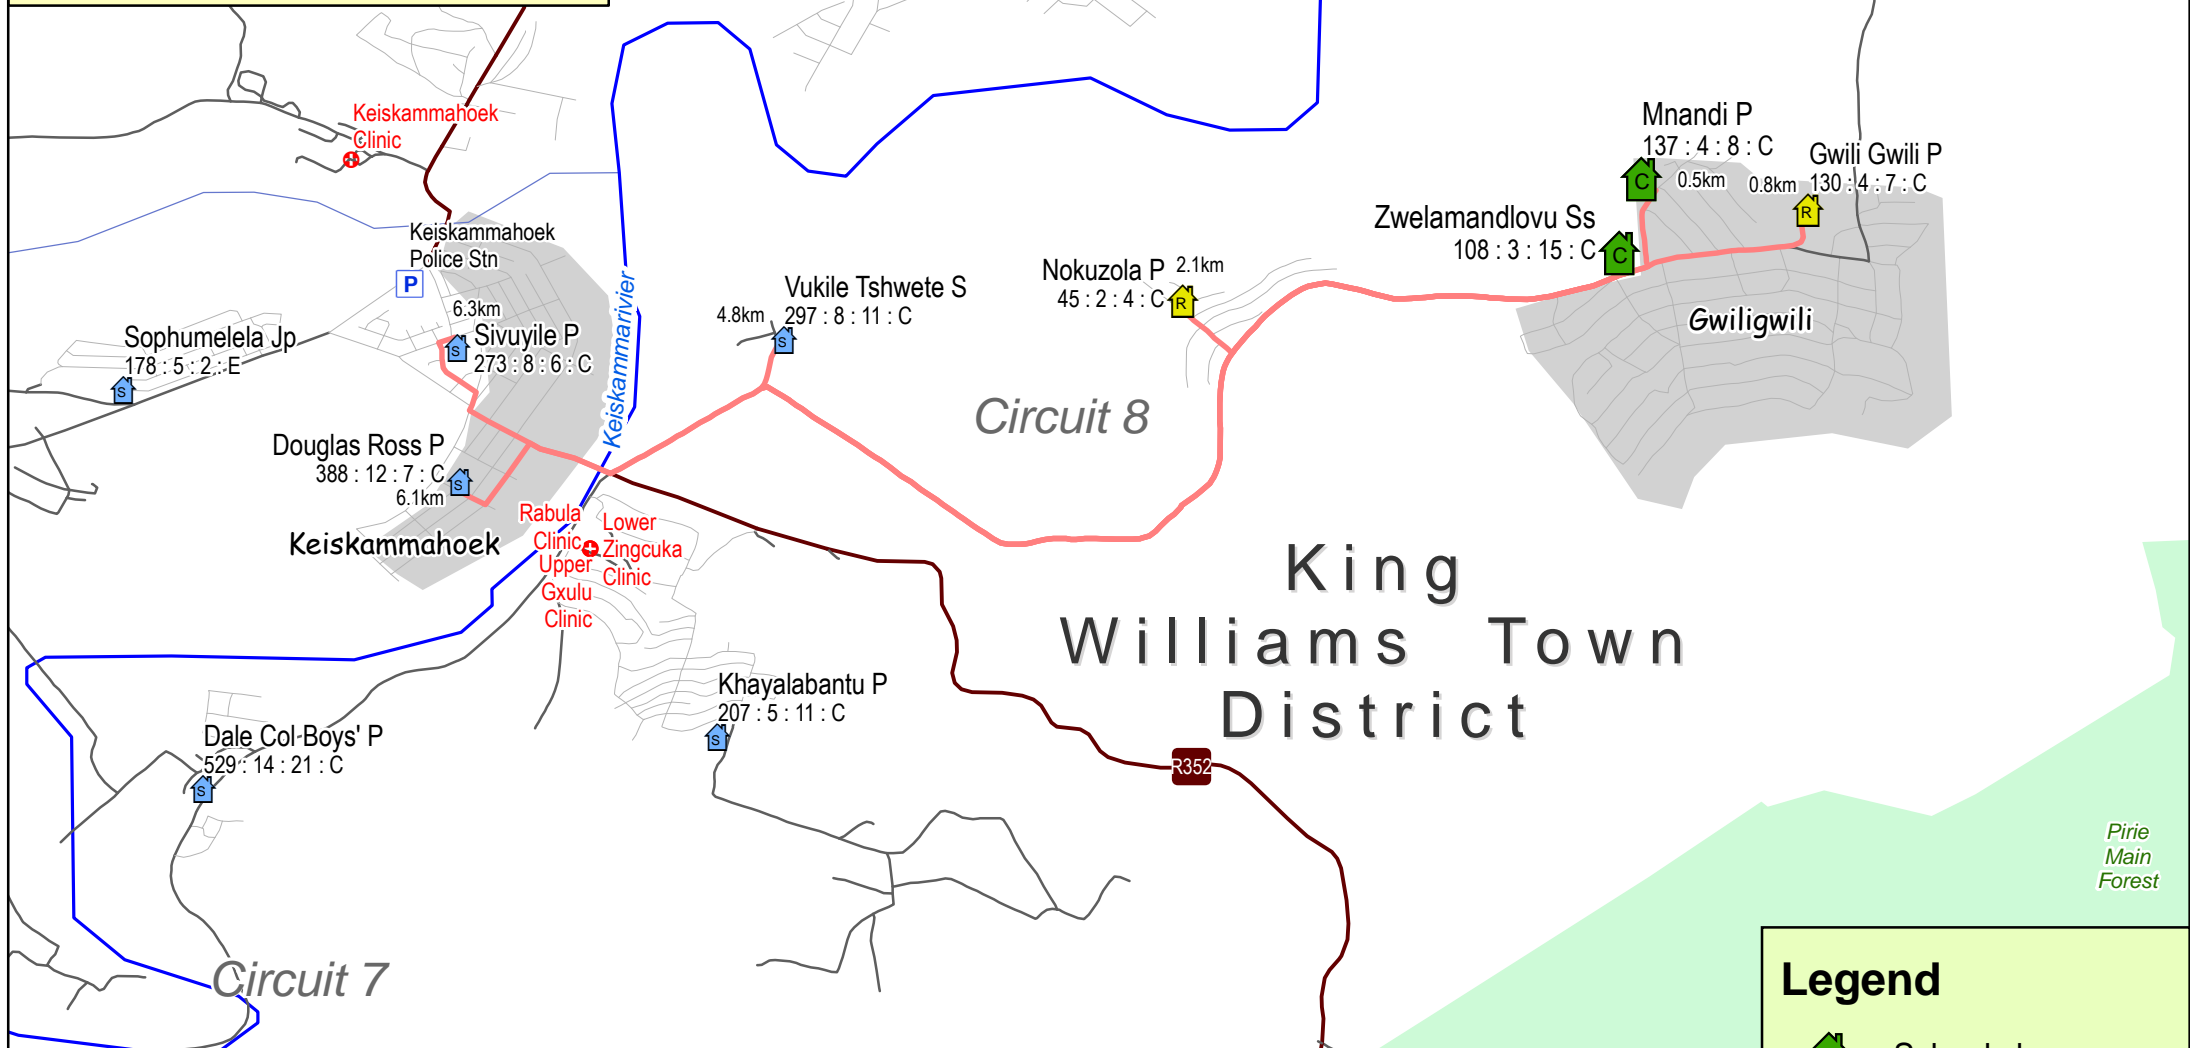 Keiskammahoek
Clinic
Mnandi P
137 : 4 : 8 : C
0.5km
Gwili Gwili P
0.8km
130 : 4 : 7 : C
Zwelamandlovu Ss
108 : 3 : 15 : C
Keiskammahoek
Police Stn
P
Nokuzola P
2.1km
45 : 2 : 4 : C
Vukile Tshwete S
4.8km
297 : 8 : 11 : C
6.3km
Sivuyile P
273 : 8 : 6 : C
Sophumelela Jp
178 : 5 : 2 : E
Keiskammarivier
Gwiligwili
Circuit 8
Douglas Ross P
388 : 12 : 7 : C
6.1km
Keiskammahoek
Rabula
Clinic
Lower
Zingcuka
Clinic
Upper
Gxulu
Clinic
King
Williams Town
District
Khayalabantu P
207 : 5 : 11 : C
Dale Col Boys' P
529 : 14 : 21 : C
R352
Pirie
Main
Forest
Circuit 7
Legend
C
C
R
R
S
S
S
S
S
S